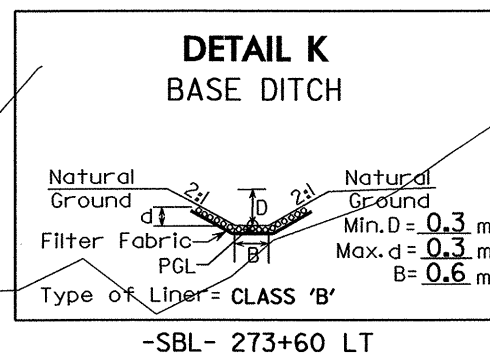 DETAIL K
BASE DITCH
Natural
Ground
2:1
D
2:1
Natural
Ground
d
Filter Fabric
PGL
B
Min. D = 0.3 m
Max. d = 0.3 m
B = 0.6 m
Type of Liner = CLASS 'B'
-SBL- 273+60 LT